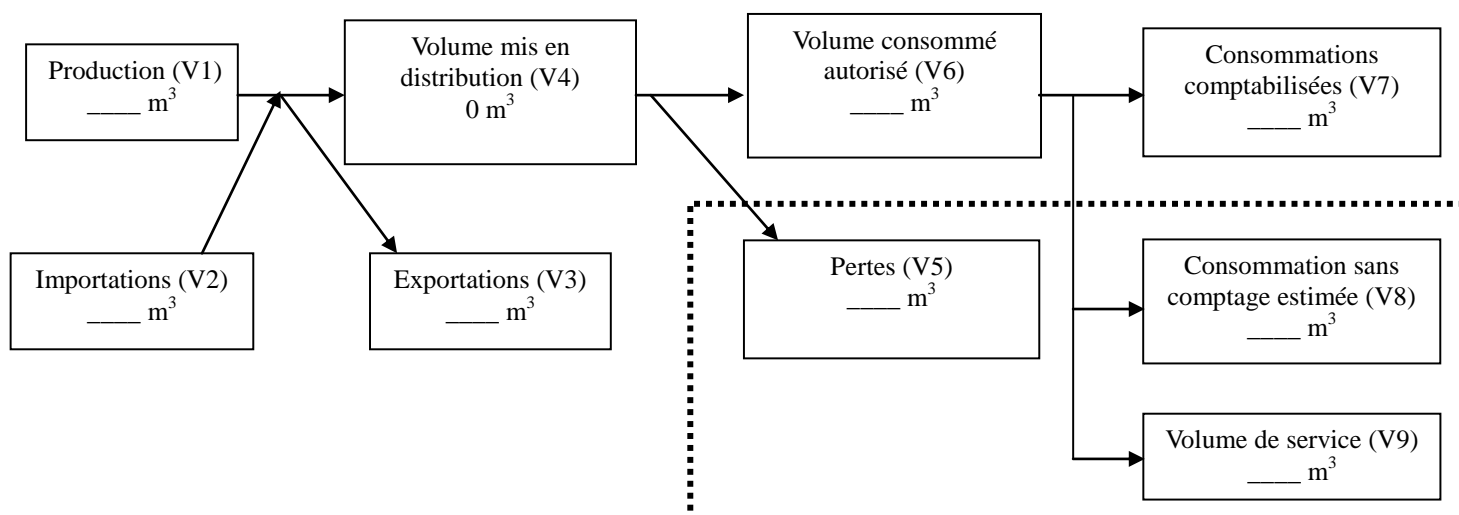 Production (V1)
____ m³
Volume mis en
distribution (V4)
0 m³
Volume consommé
autorisé (V6)
____ m³
Consommations
comptabilisées (V7)
____ m³
Importations (V2)
____ m³
Exportations (V3)
____ m³
Pertes (V5)
____ m³
Consommation sans
comptage estimée (V8)
____ m³
Volume de service (V9)
____ m³